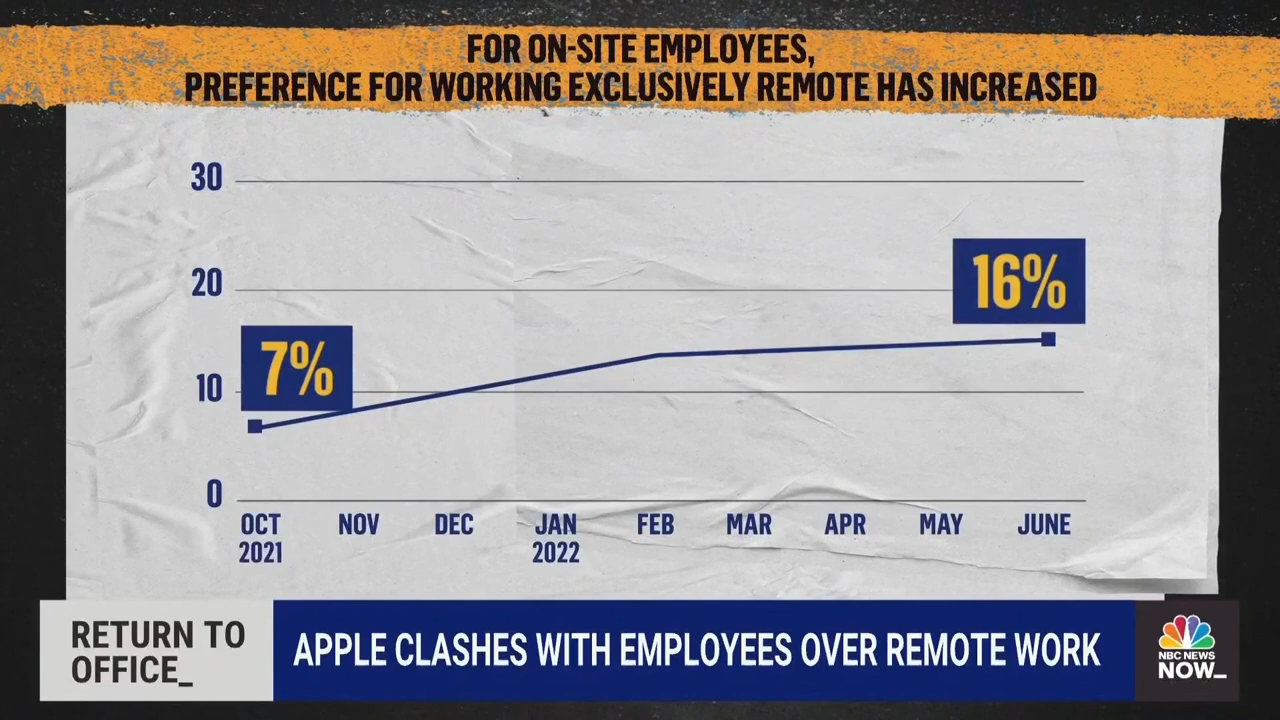 FOR ON-SITE EMPLOYEES,
PREFERENCE FOR WORKING EXCLUSIVELY REMOTE HAS INCREASED
30
20
10
0
7%
16%
OCT NOV DEC JAN FEB MAR APR MAY JUNE
2021 2022
RETURN TO
OFFICE_
APPLE CLASHES WITH EMPLOYEES OVER REMOTE WORK
NBC NEWS
NOW_